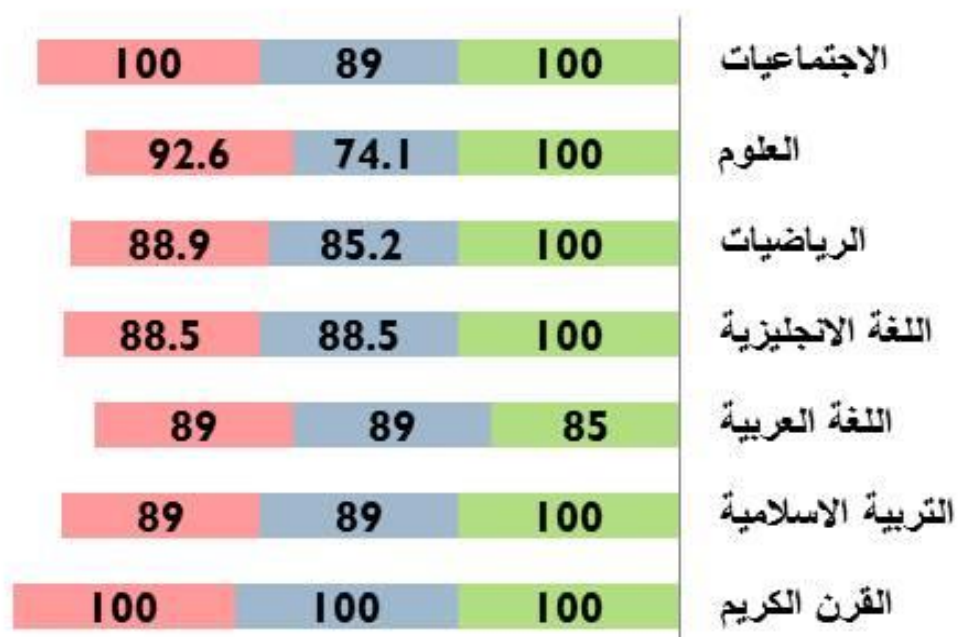 الاجتماعيات 100 89 100
العلوم 100 74.1 92.6
الرياضيات 100 85.2 88.9
اللغة الانجليزية 100 88.5 88.5
اللغة العربية 85 89 89
التربية الاسلامية 100 89 89
القرن الكريم 100 100 100